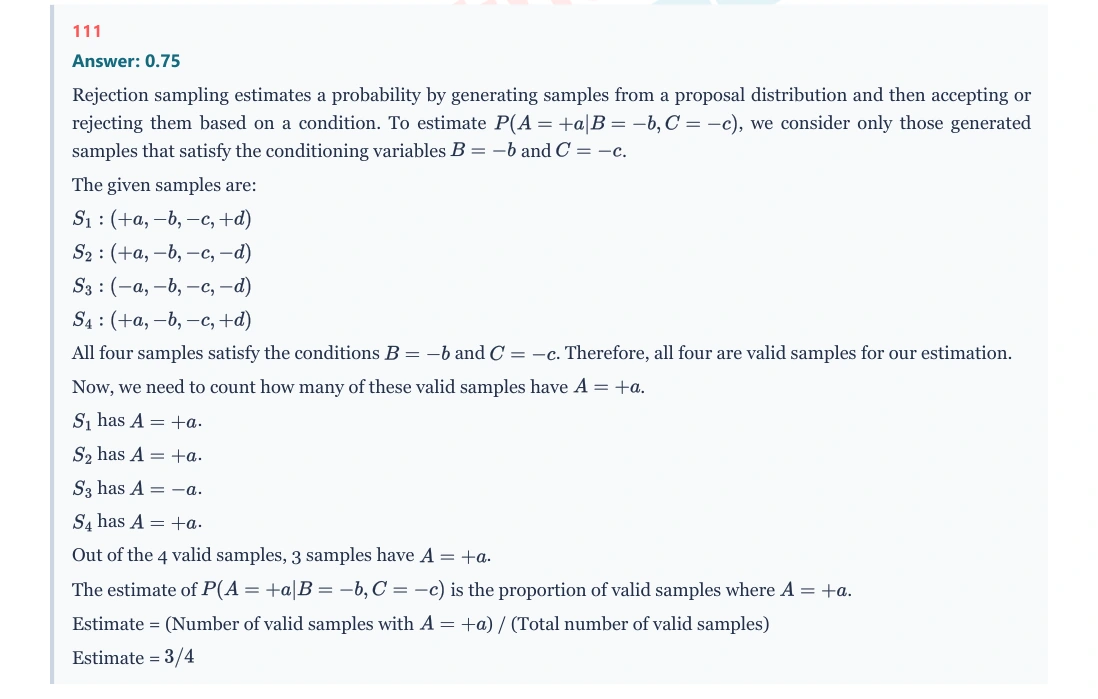 111
Answer: 0.75
Rejection sampling estimates a probability by generating samples from a proposal distribution and then accepting or
rejecting them based on a condition. To estimate P(A = +a|B = −b, C = −c), we consider only those generated
samples that satisfy the conditioning variables B = −b and C = −c.
The given samples are:
S₁ : (+a, −b, −c, +d)
S₂ : (+a, −b, −c, −d)
S₃ : (−a, −b, −c, −d)
S₄ : (+a, −b, −c, +d)
All four samples satisfy the conditions B = −b and C = −c. Therefore, all four are valid samples for our estimation.
Now, we need to count how many of these valid samples have A = +a.
S₁ has A = +a.
S₂ has A = +a.
S₃ has A = −a.
S₄ has A = +a.
Out of the 4 valid samples, 3 samples have A = +a.
The estimate of P(A = +a|B = −b, C = −c) is the proportion of valid samples where A = +a.
Estimate = (Number of valid samples with A = +a) / (Total number of valid samples)
Estimate = 3/4